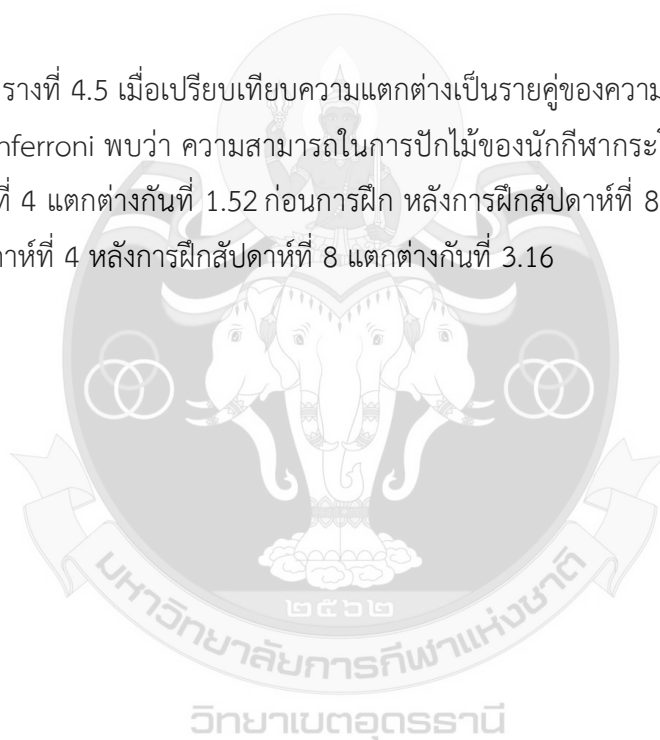 รางที่ 4.5 เมื่อเปรียบเทียบความแตกต่างเป็นรายคู่ของความ
nferroni พบว่า ความสามารถในการปักไม้ของนักกีฬากระ
ที่ 4 แตกต่างกันที่ 1.52 ก่อนการฝึก หลังการฝึกสัปดาห์ที่ 8
าห์ที่ 4 หลังการฝึกสัปดาห์ที่ 8 แตกต่างกันที่ 3.16
๒๕๖๒
มหาวิทยาลัยการกีฬาแห่งชาติ
วิทยาเขตอุดรธานี